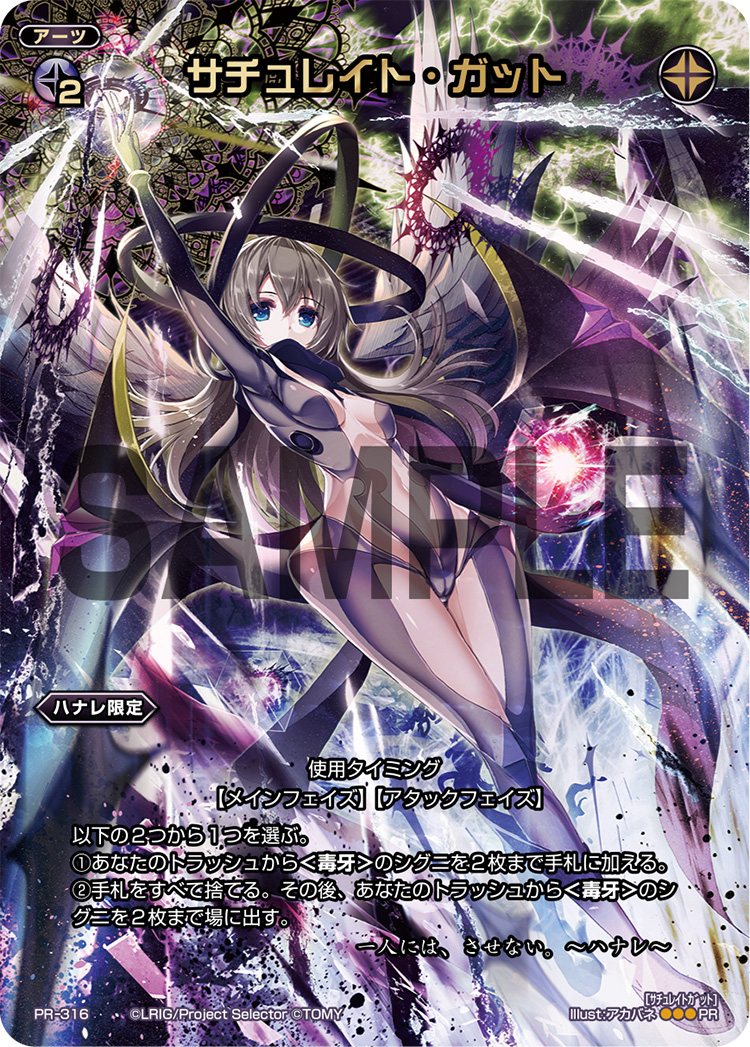 アーツ
2
サチュレイト・ガット
SAMPLE
ハナレ限定
使用タイミング
【メインフェイズ】【アタックフェイズ】
以下の2つから1つを選ぶ。
①あなたのトラッシュから<毒牙>のシグニを2枚まで手札に加える。
②手札をすべて捨てる。その後、あなたのトラッシュから<毒牙>のシ
グニを2枚まで場に出す。
一人には、させない。～ハナレ～
[サチュレイトガット]
PR-316 ©LRIG/Project Selector ©TOMY Illust:アカバネ PR